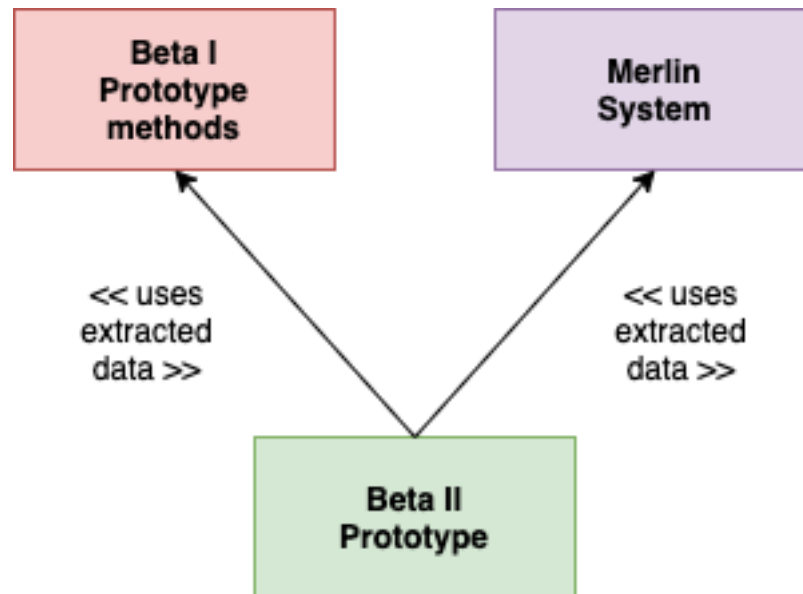 Beta I
Prototype
methods
Merlin
System
<< uses
extracted
data >>
<< uses
extracted
data >>
Beta II
Prototype